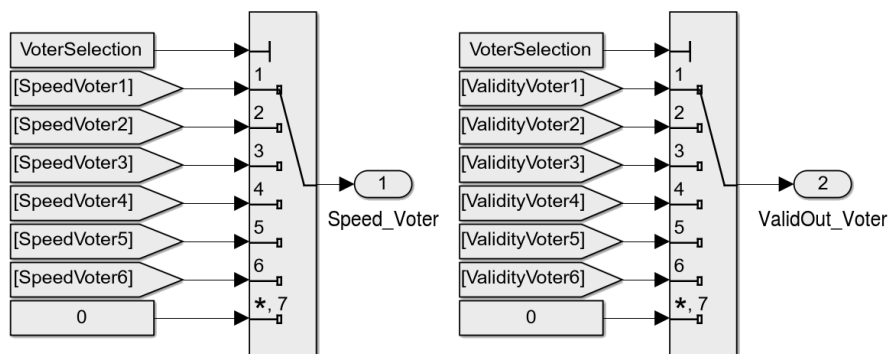 VoterSelection
[SpeedVoter1]
[SpeedVoter2]
[SpeedVoter3]
[SpeedVoter4]
[SpeedVoter5]
[SpeedVoter6]
0
1
2
3
4
5
6
*, 7
1
Speed_Voter
VoterSelection
[ValidityVoter1]
[ValidityVoter2]
[ValidityVoter3]
[ValidityVoter4]
[ValidityVoter5]
[ValidityVoter6]
0
1
2
3
4
5
6
*, 7
2
ValidOut_Voter